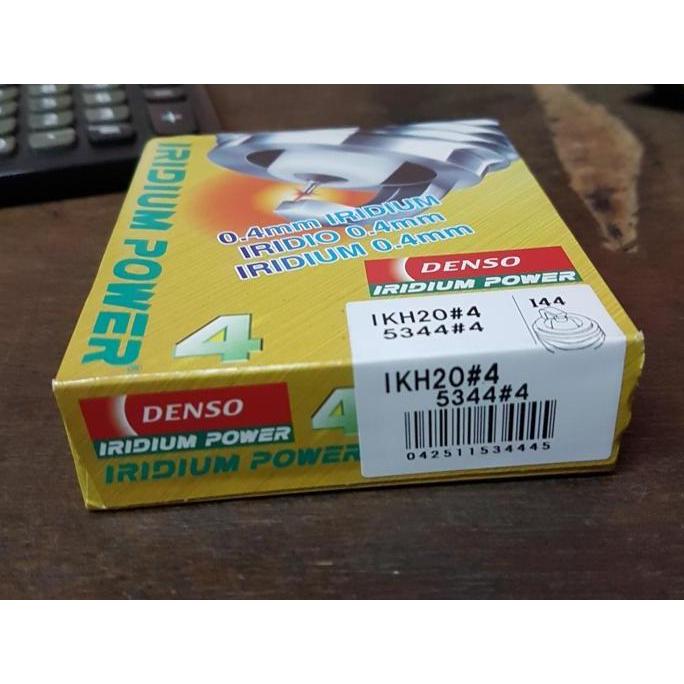 IRIDIUM POWER
0.4mm IRIDIUM
IRIDIO 0.4mm
IRIDIUM 0.4mm
4
DENSO
IRIDIUM POWER
IKH20#4
5344#4
144
IKH20#4
5344#4
042511534445
DENSO
IRIDIUM POWER
IRIDIUM POWER
4